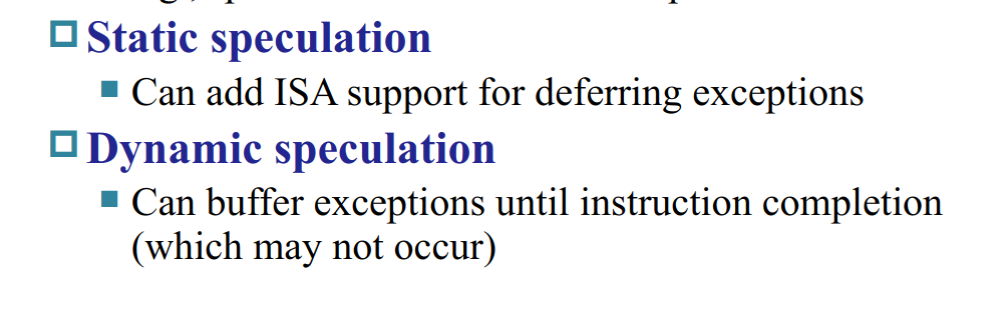 Static speculation
Can add ISA support for deferring exceptions
Dynamic speculation
Can buffer exceptions until instruction completion
(which may not occur)